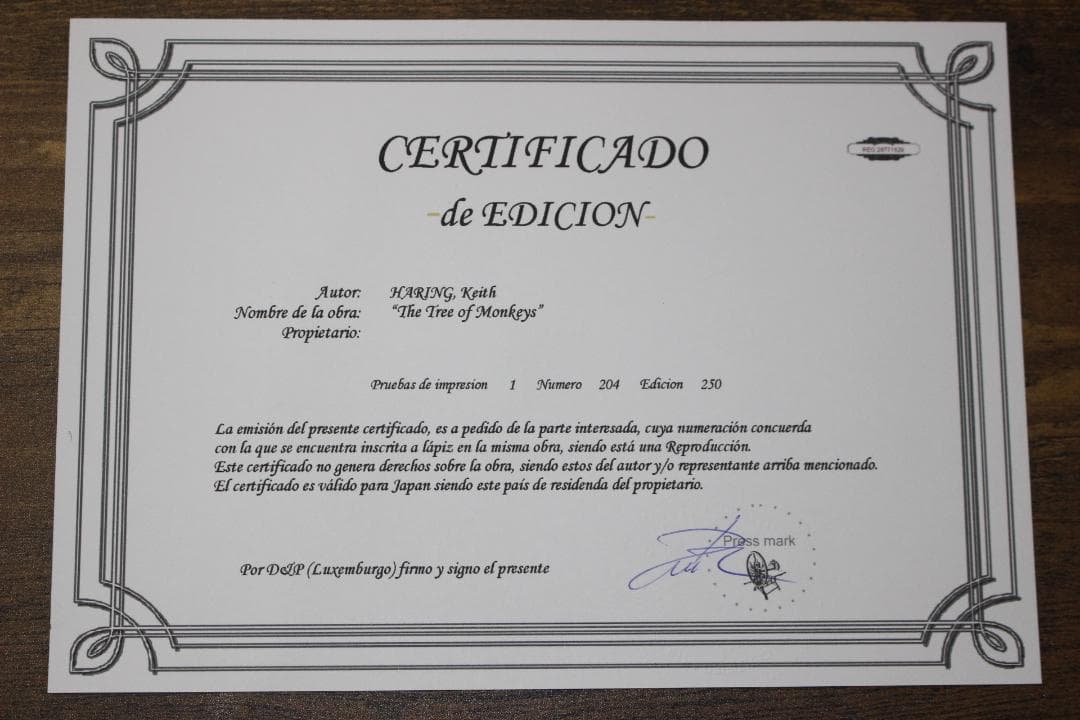 CERTIFICADO
-de EDICION-
Autor: HARING, Keith
Nombre de la obra: “The Tree of Monkeys”
Propietario:
Pruebas de impresion 1 Numero 204 Edicion 250
La emisión del presente certificado, es a pedido de la parte interesada, cuya numeración concuerda
con la que se encuentra inscrita a lápiz en la misma obra, siendo está una Reproducción.
Este certificado no genera derechos sobre la obra, siendo estos del autor y/o representante arriba mencionado.
El certificado es válido para Japan siendo este país de residenda del propietario.
Press mark
Por D&P (Luxemburgo) firmo y signo el presente